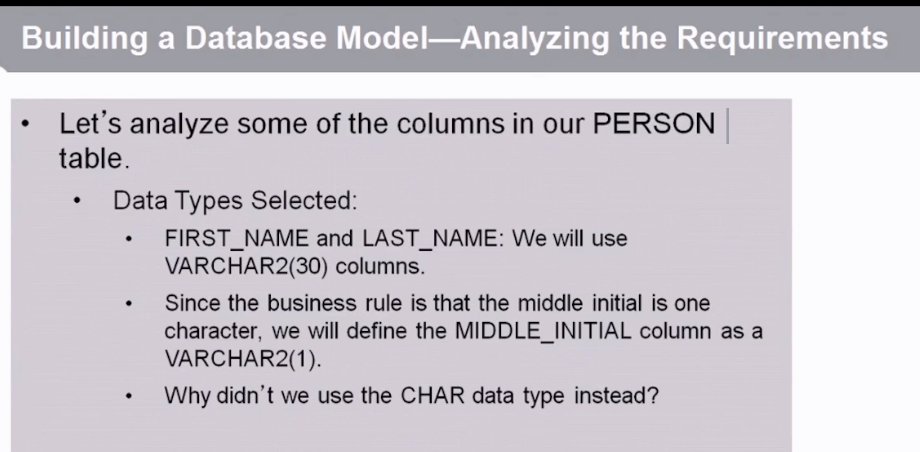 Building a Database Model—Analyzing the Requirements
• Let's analyze some of the columns in our PERSON
table.
• Data Types Selected:
• FIRST_NAME and LAST_NAME: We will use
VARCHAR2(30) columns.
• Since the business rule is that the middle initial is one
character, we will define the MIDDLE_INITIAL column as a
VARCHAR2(1).
• Why didn't we use the CHAR data type instead?